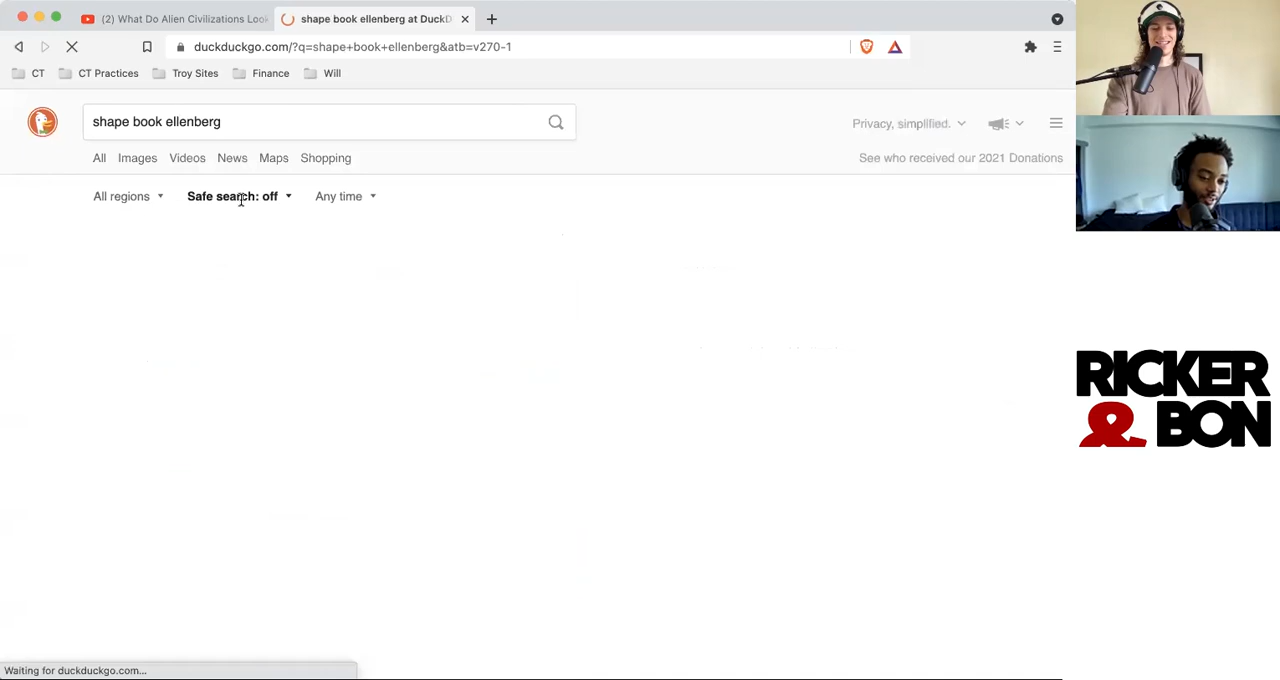 (2) What Do Alien Civilizations Look
shape book ellenberg at DuckD
duckduckgo.com/?q=shape+book+ellenberg&atb=v270-1
CT
CT Practices
Troy Sites
Finance
Will
shape book ellenberg
Privacy, simplified.
All
Images
Videos
News
Maps
Shopping
See who received our 2021 Donations
All regions
Safe search: off
Any time
RICKER
& BON
Waiting for duckduckgo.com...